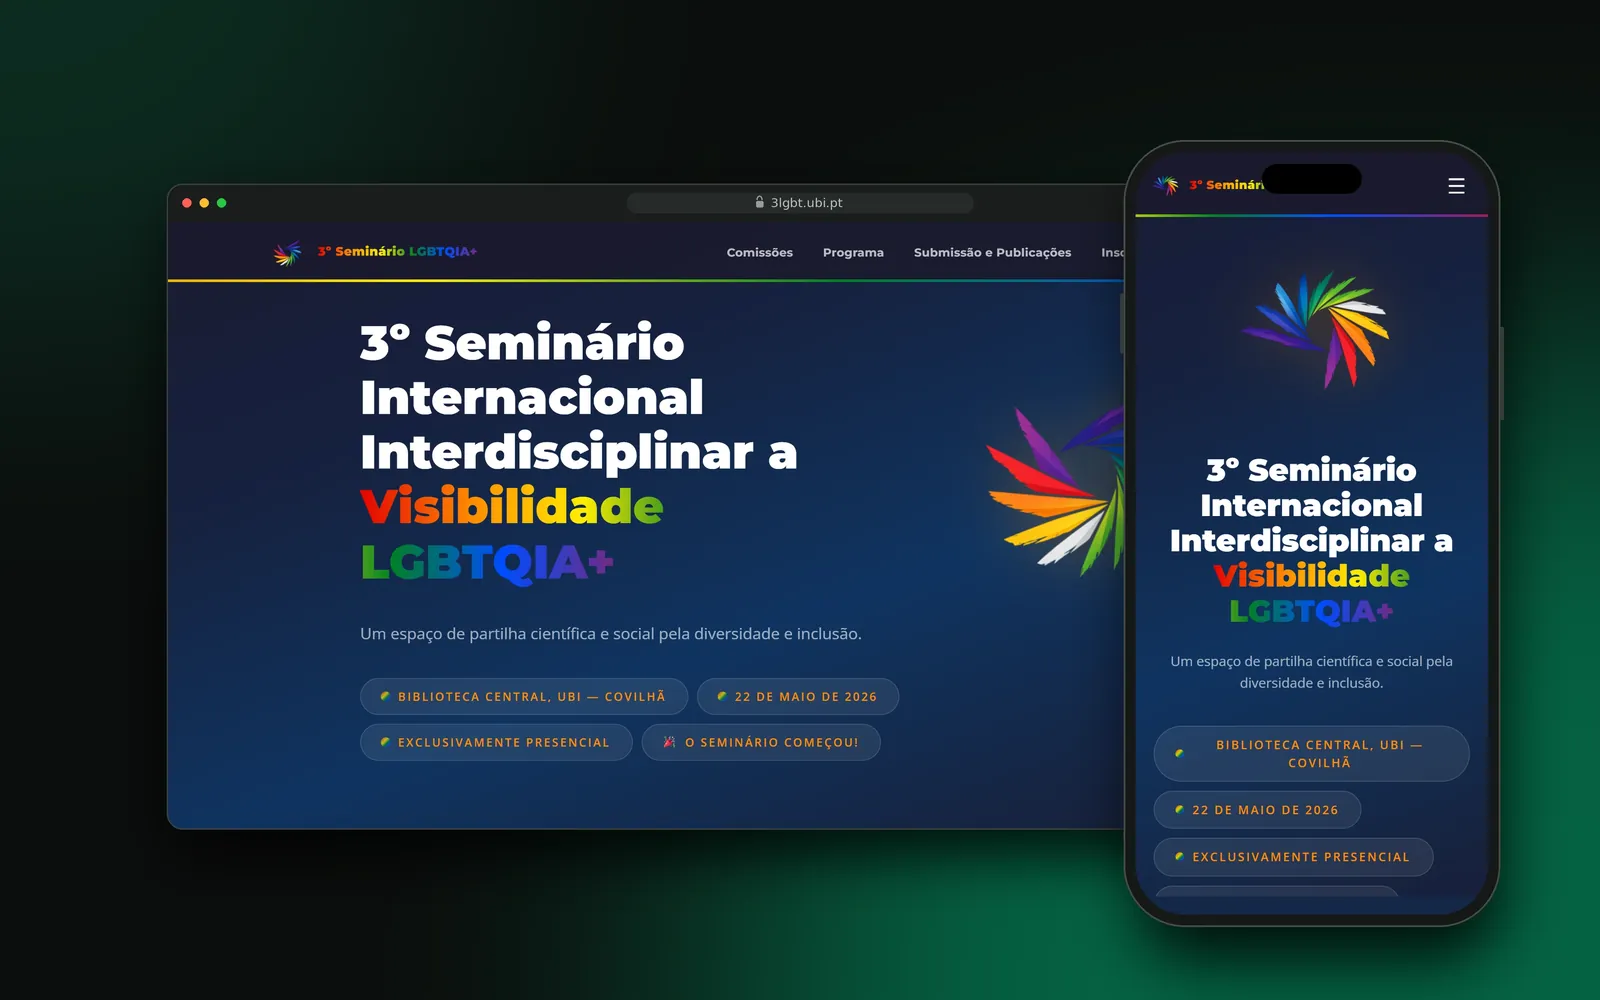 3lgbt.ubi.pt
3º Seminário LGBTQIA+
Comissões
Programa
Submissão e Publicações
3º Seminário
Internacional
Interdisciplinar a
Visibilidade
LGBTQIA+
Um espaço de partilha científica e social pela diversidade e inclusão.
BIBLIOTECA CENTRAL, UBI — COVILHÃ
22 DE MAIO DE 2026
EXCLUSIVAMENTE PRESENCIAL
O SEMINÁRIO COMEÇOU!
3º Seminári
3º Seminário
Internacional
Interdisciplinar a
Visibilidade
LGBTQIA+
Um espaço de partilha científica e social pela
diversidade e inclusão.
BIBLIOTECA CENTRAL, UBI —
COVILHÃ
22 DE MAIO DE 2026
EXCLUSIVAMENTE PRESENCIAL